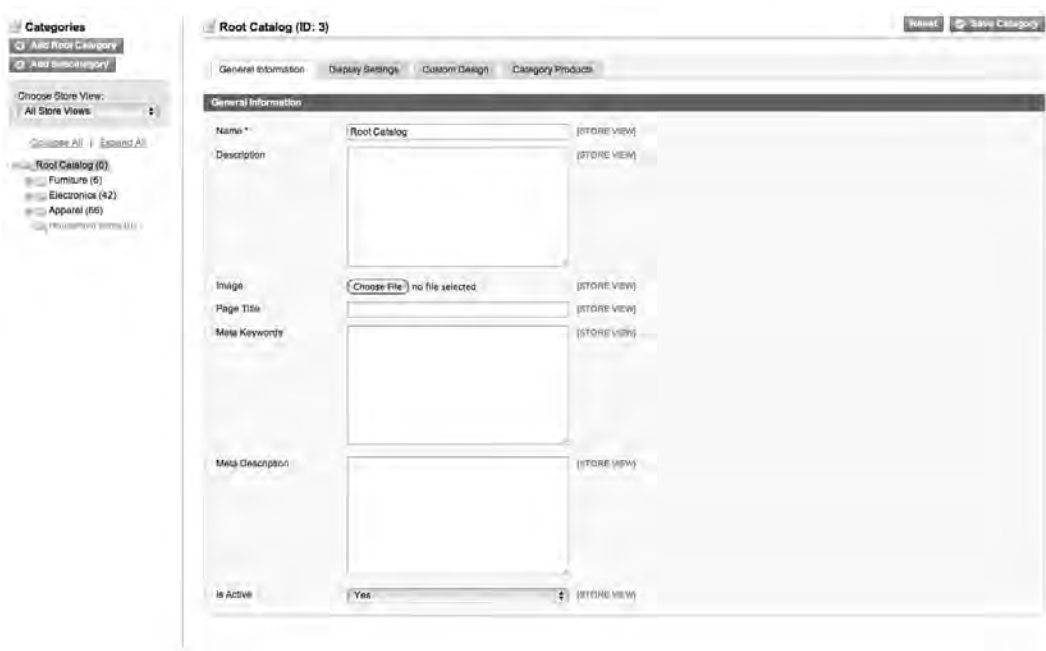 Categories
Add Root Category
Add Subcategory
Choose Store View:
All Store Views
Collapse All | Expand All
Root Catalog (0)
Furniture (6)
Electronics (42)
Apparel (66)
Root Catalog (ID: 3)
Reset
Save Category
General Information
Display Settings
Custom Design
Category Products
General Information
Name *
Root Catalog
[STORE VIEW]
Description
[STORE VIEW]
Image
Choose File no file selected
[STORE VIEW]
Page Title
[STORE VIEW]
Meta Keywords
[STORE VIEW]
Meta Description
[STORE VIEW]
Is Active
Yes
[STORE VIEW]